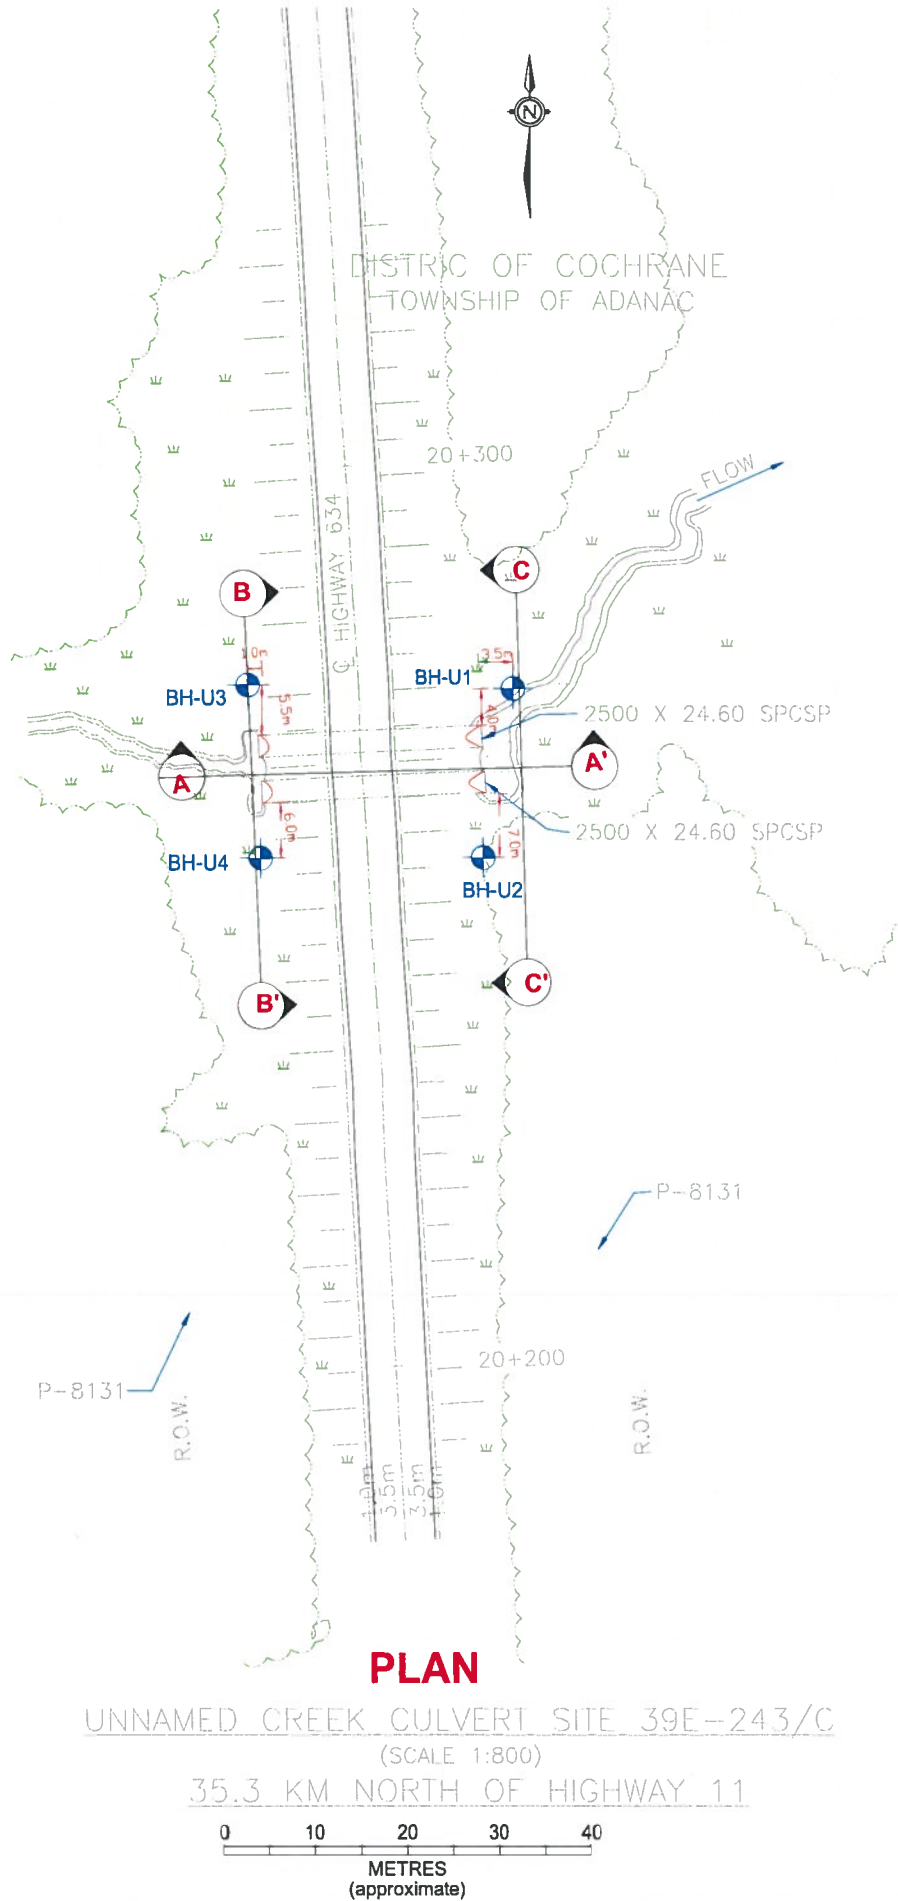 N
DISTRIC OF COCHRANE
TOWNSHIP OF ADANAC
20+300
FLOW
℄ HIGHWAY 634
B
C
3.5m
BH-U1
BH-U3
5.5m
4.0m
2500 X 24.60 SPCSP
A
A'
6.0m
7.0m
2500 X 24.60 SPCSP
BH-U4
BH-U2
B'
C'
P-8131
20+200
P-8131
R.O.W.
R.O.W.
1.0m
3.5m
3.5m
1.0m
PLAN
UNNAMED CREEK CULVERT SITE 39E-243/C
(SCALE 1:800)
35.3 KM NORTH OF HIGHWAY 11
0 10 20 30 40
METRES
(approximate)